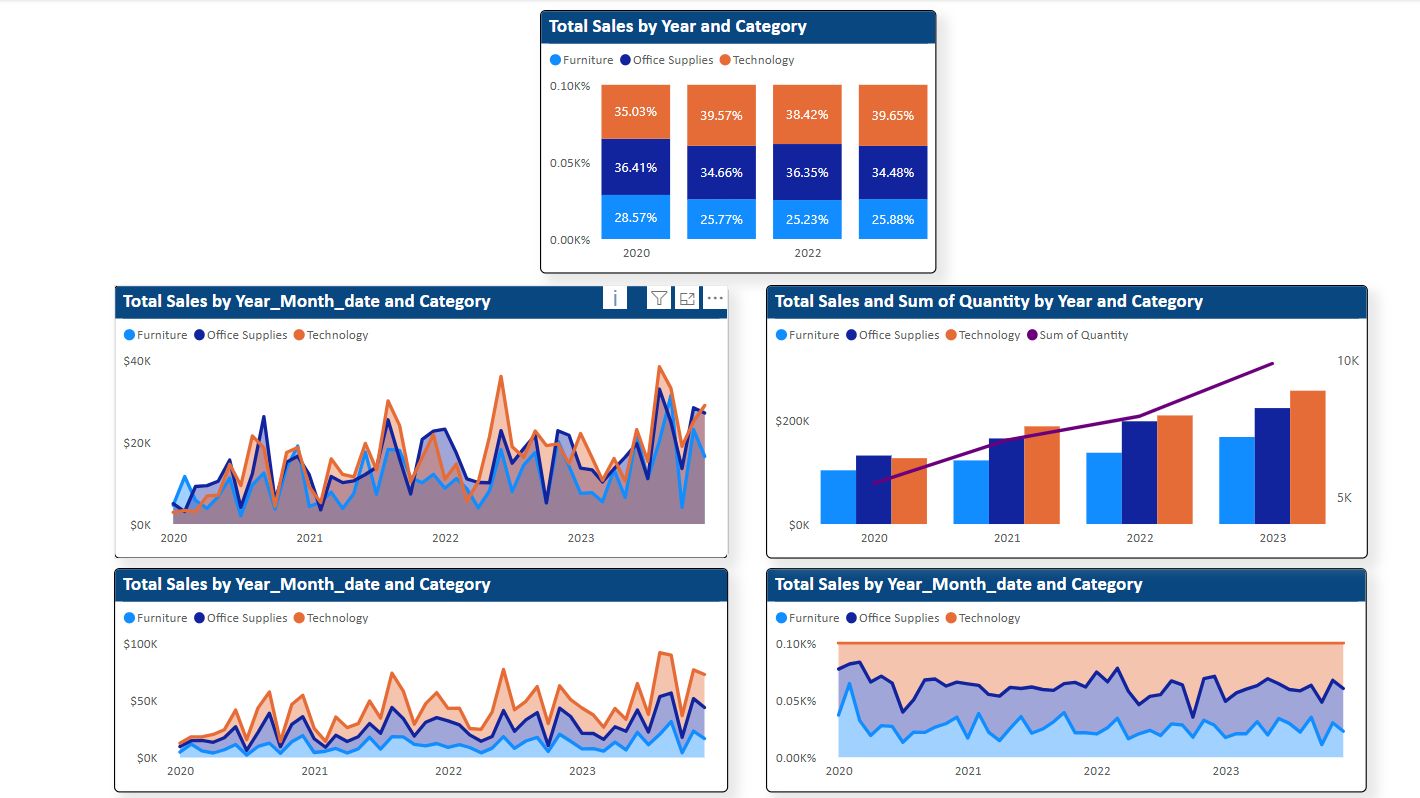 Total Sales by Year and Category
Furniture Office Supplies Technology
0.10K%
35.03% 39.57% 38.42% 39.65%
0.05K%
36.41% 34.66% 36.35% 34.48%
28.57% 25.77% 25.23% 25.88%
0.00K%
2020 2022
Total Sales by Year_Month_date and Category
Furniture Office Supplies Technology
$40K
$20K
$0K
2020 2021 2022 2023
Total Sales and Sum of Quantity by Year and Category
Furniture Office Supplies Technology Sum of Quantity
10K
$200K
5K
$0K
2020 2021 2022 2023
Total Sales by Year_Month_date and Category
Furniture Office Supplies Technology
$100K
$50K
$0K
2020 2021 2022 2023
Total Sales by Year_Month_date and Category
Furniture Office Supplies Technology
0.10K%
0.05K%
0.00K%
2020 2021 2022 2023